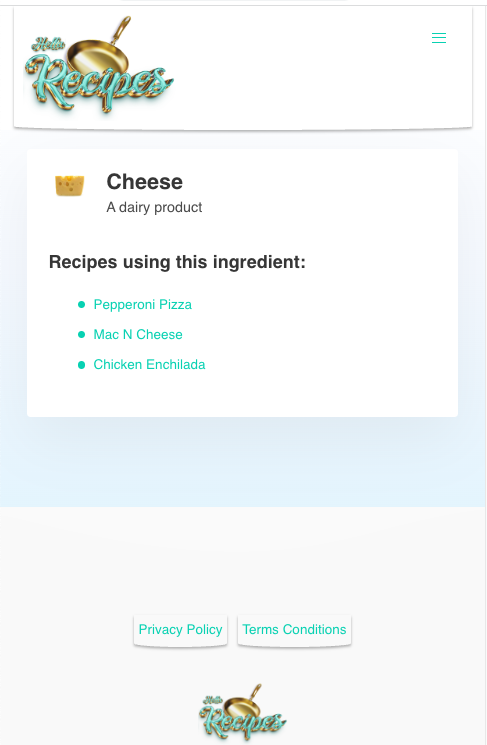 Hello
Recipes
Cheese
A dairy product
Recipes using this ingredient:
Pepperoni Pizza
Mac N Cheese
Chicken Enchilada
Privacy Policy
Terms Conditions
Hello
Recipes